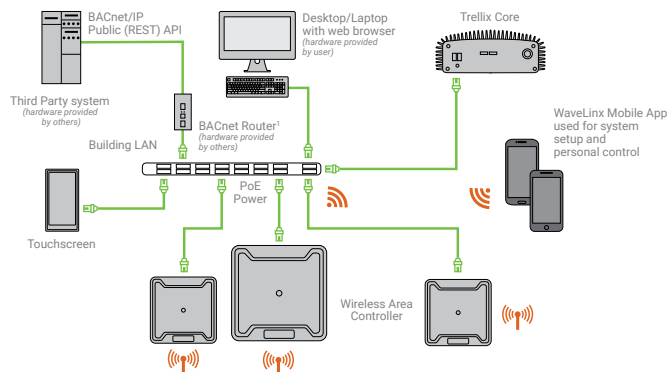 BACnet/IP
Public (REST) API
Desktop/Laptop
with web browser
(hardware provided
by user)
Trellix Core
Third Party system
(hardware provided
by others)
BACnet Router¹
(hardware provided
by others)
Building LAN
WaveLinx Mobile App
used for system
setup and
personal control
PoE
Power
Touchscreen
Wireless Area
Controller